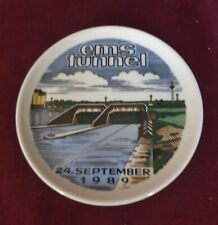 ems
tunnel
24. SEPTEMBER
1989